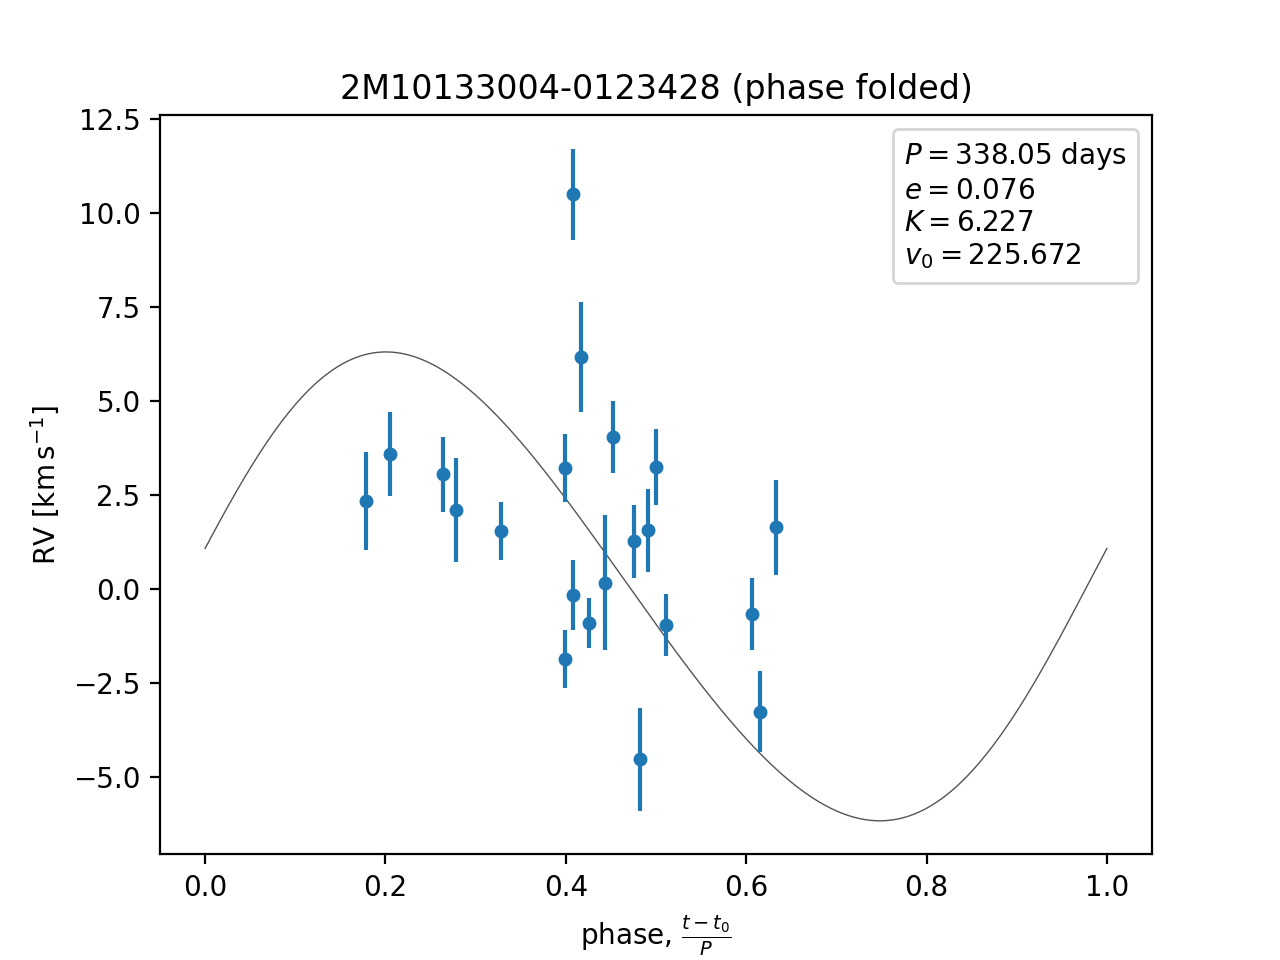 2M10133004-0123428 (phase folded)
P = 338.05 days
e = 0.076
K = 6.227
v₀ = 225.672
12.5
10.0
7.5
5.0
2.5
0.0
−2.5
−5.0
RV [km s⁻¹]
0.0 0.2 0.4 0.6 0.8 1.0
phase, (t − t₀)/P